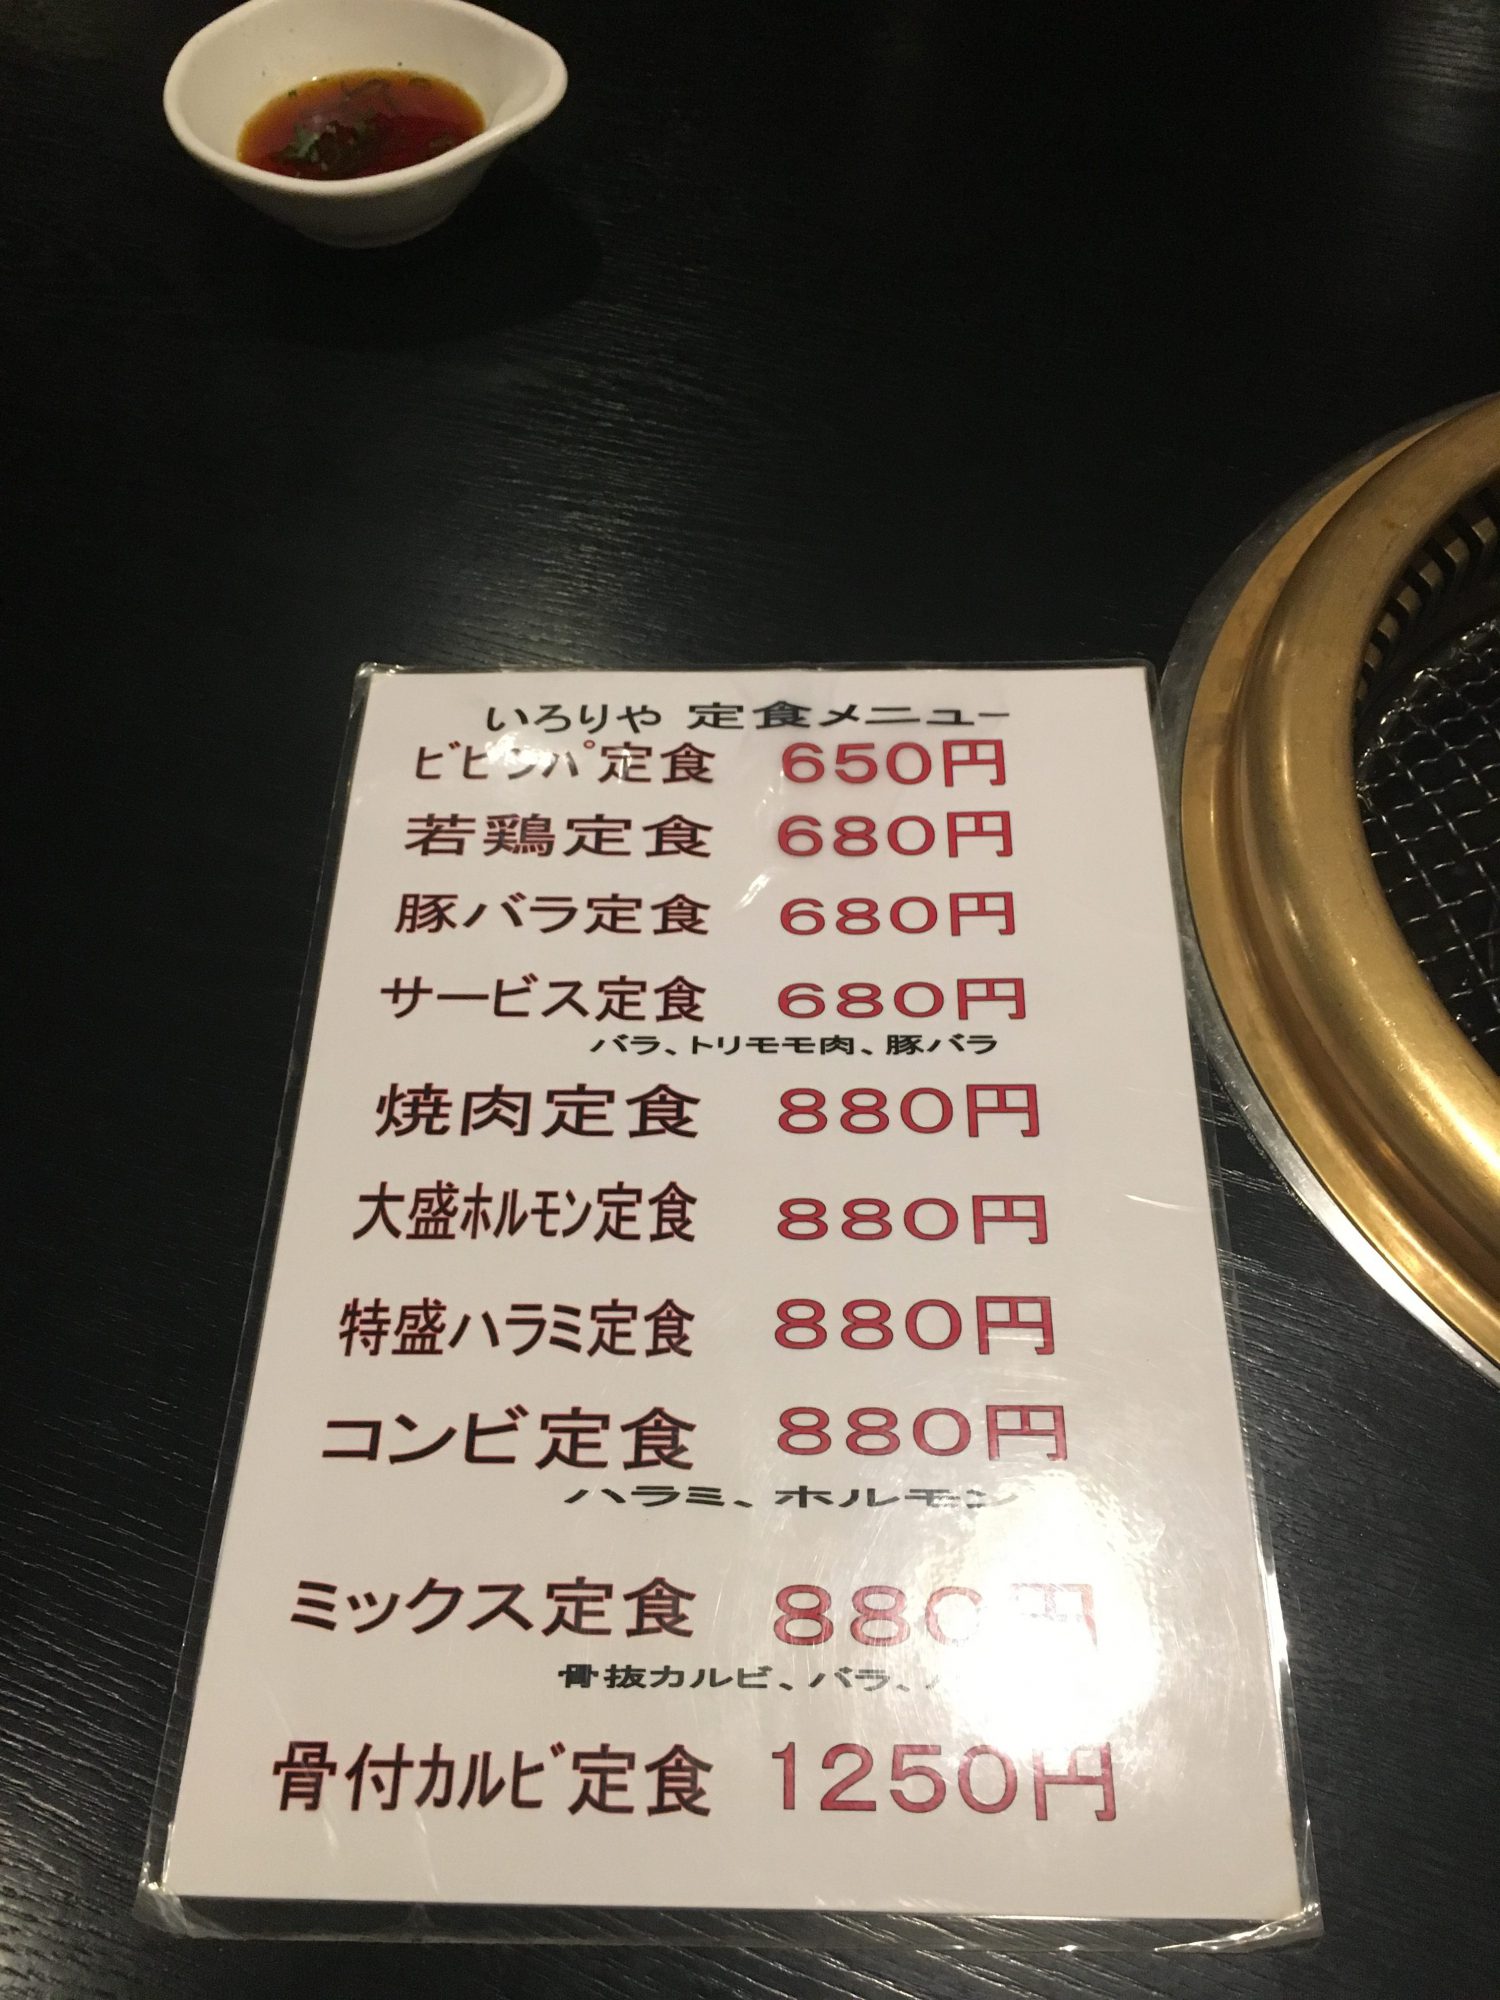 いろりや 定食メニュー
ビビンパ定食 650円
若鶏定食 680円
豚バラ定食 680円
サービス定食 680円
バラ、トリモモ肉、豚バラ
焼肉定食 880円
大盛ホルモン定食 880円
特盛ハラミ定食 880円
コンビ定食 880円
ハラミ、ホルモン
ミックス定食 880円
骨抜カルビ、バラ、
骨付カルビ定食 1250円